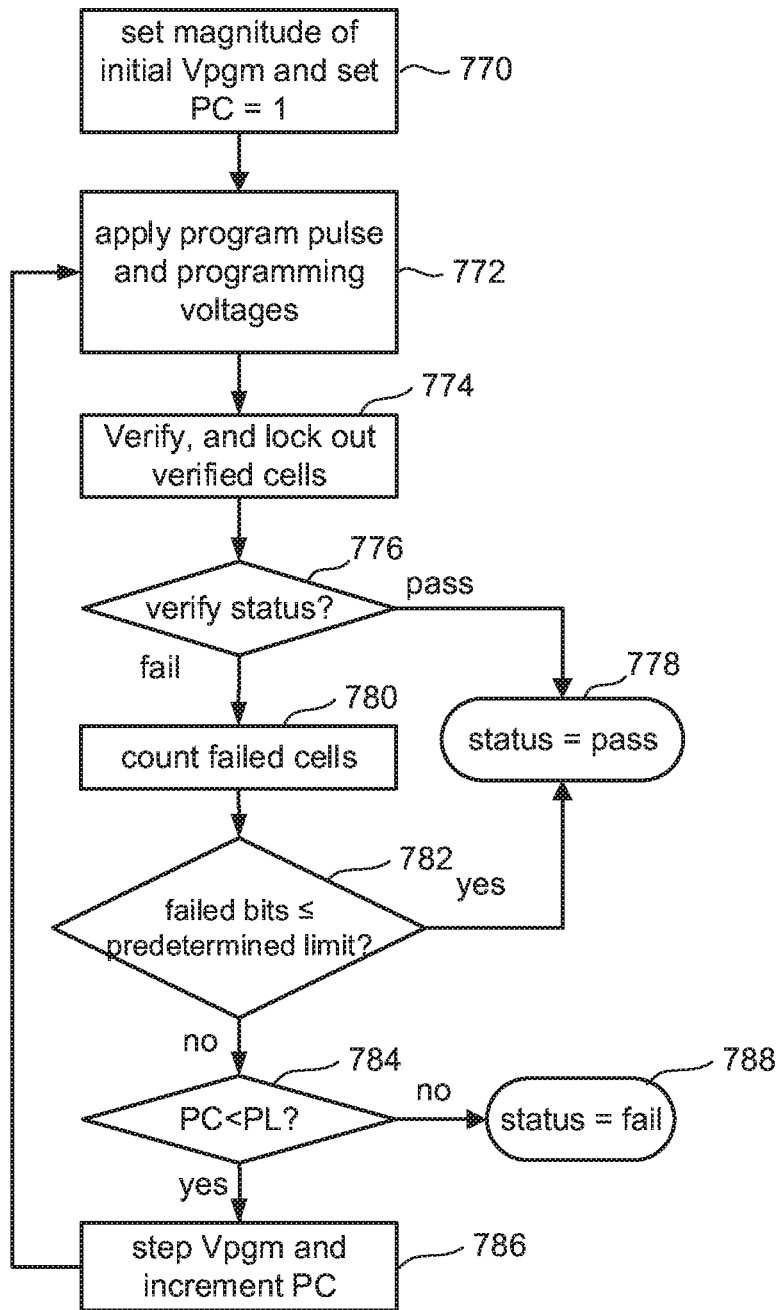 set magnitude of
initial Vpgm and set
PC = 1
770
apply program pulse
and programming
voltages
772
774
Verify, and lock out
verified cells
776
verify status?
pass
fail
778
status = pass
780
count failed cells
782
failed bits ≤
predetermined limit?
yes
no
784
PC<PL?
no
788
status = fail
yes
step Vpgm and
increment PC
786